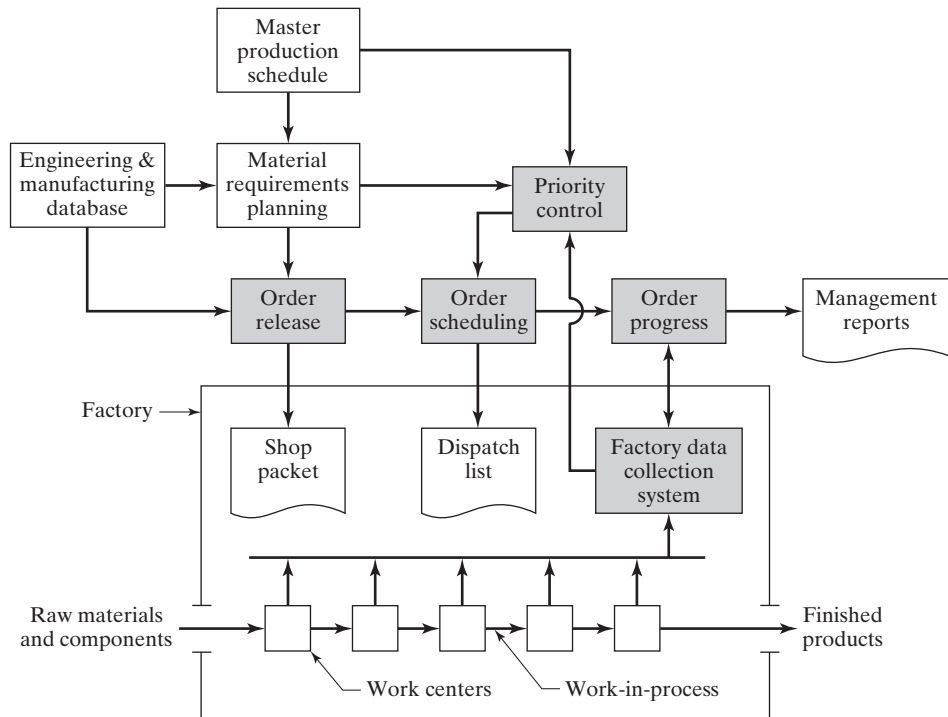 Master
production
schedule
Engineering &
manufacturing
database
Material
requirements
planning
Priority
control
Order
release
Order
scheduling
Order
progress
Management
reports
Factory
Shop
packet
Dispatch
list
Factory data
collection
system
Raw materials
and components
Finished
products
Work centers
Work-in-process